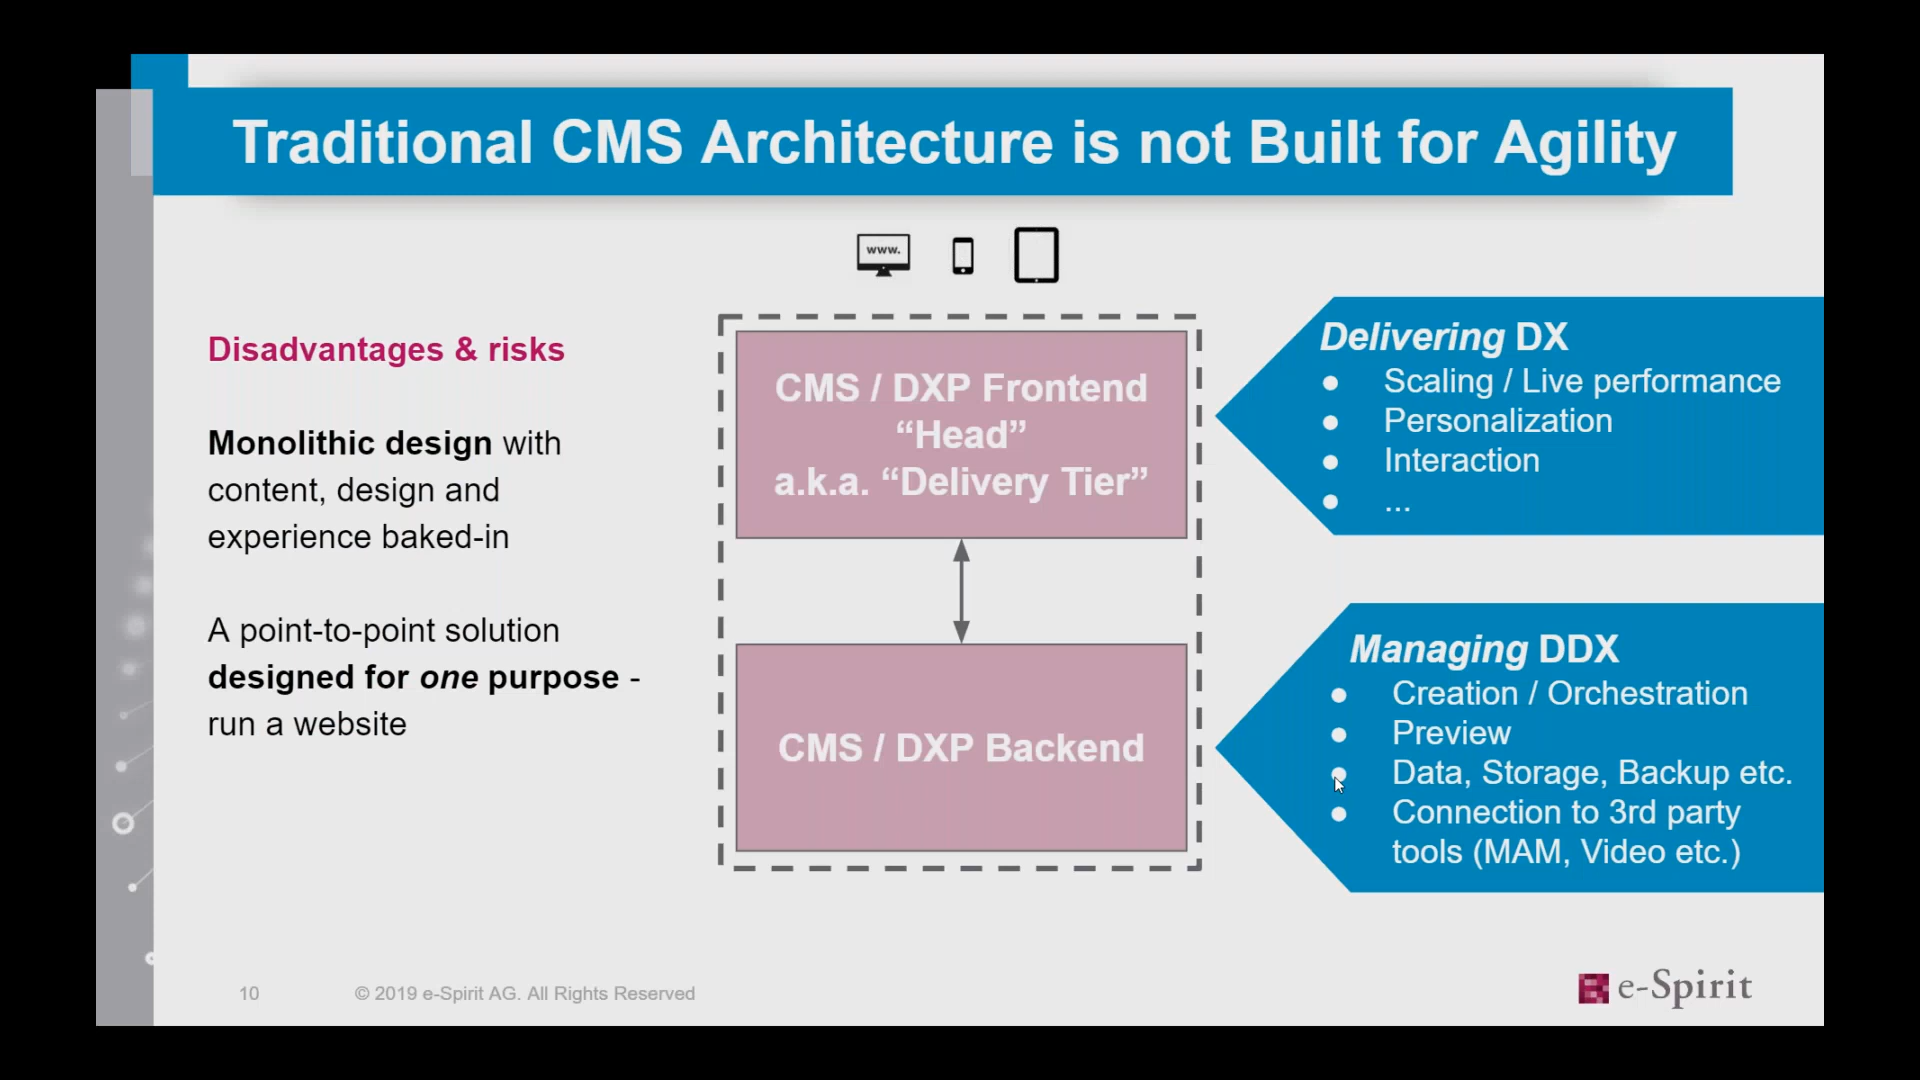 Traditional CMS Architecture is not Built for Agility
www.
Disadvantages & risks
Monolithic design with
content, design and
experience baked-in
A point-to-point solution
designed for one purpose -
run a website
CMS / DXP Frontend
“Head”
a.k.a. “Delivery Tier”
CMS / DXP Backend
Delivering DX
● Scaling / Live performance
● Personalization
● Interaction
● ...
Managing DDX
● Creation / Orchestration
● Preview
● Data, Storage, Backup etc.
● Connection to 3rd party
tools (MAM, Video etc.)
10
© 2019 e-Spirit AG. All Rights Reserved
e-Spirit